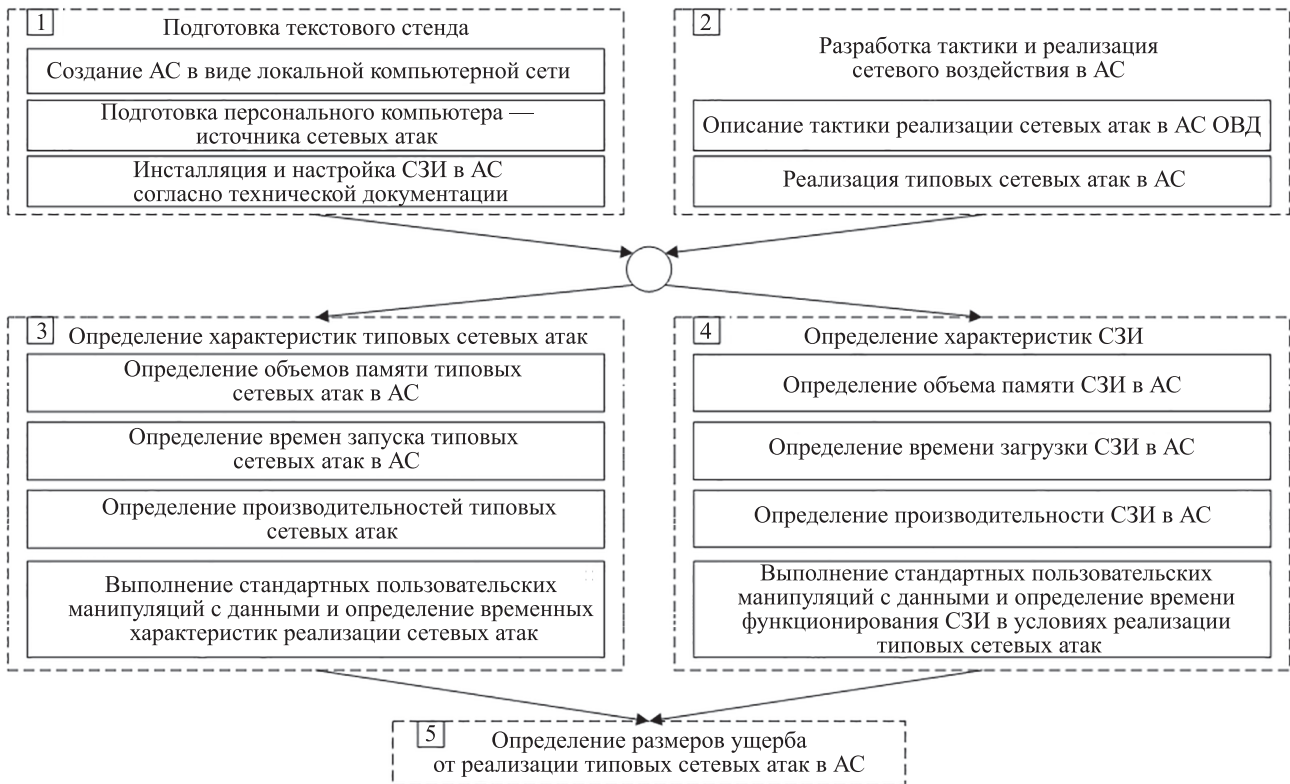 1
Подготовка текстового стенда
Создание АС в виде локальной компьютерной сети
Подготовка персонального компьютера —
источника сетевых атак
Инсталляция и настройка СЗИ в АС
согласно технической документации
2
Разработка тактики и реализация
сетевого воздействия в АС
Описание тактики реализации сетевых атак в АС ОВД
Реализация типовых сетевых атак в АС
3
Определение характеристик типовых сетевых атак
Определение объемов памяти типовых
сетевых атак в АС
Определение времен запуска типовых
сетевых атак в АС
Определение производительностей типовых
сетевых атак
Выполнение стандартных пользовательских
манипуляций с данными и определение временных
характеристик реализации сетевых атак
4
Определение характеристик СЗИ
Определение объема памяти СЗИ в АС
Определение времени загрузки СЗИ в АС
Определение производительности СЗИ в АС
Выполнение стандартных пользовательских
манипуляций с данными и определение времени
функционирования СЗИ в условиях реализации
типовых сетевых атак
5
Определение размеров ущерба
от реализации типовых сетевых атак в АС